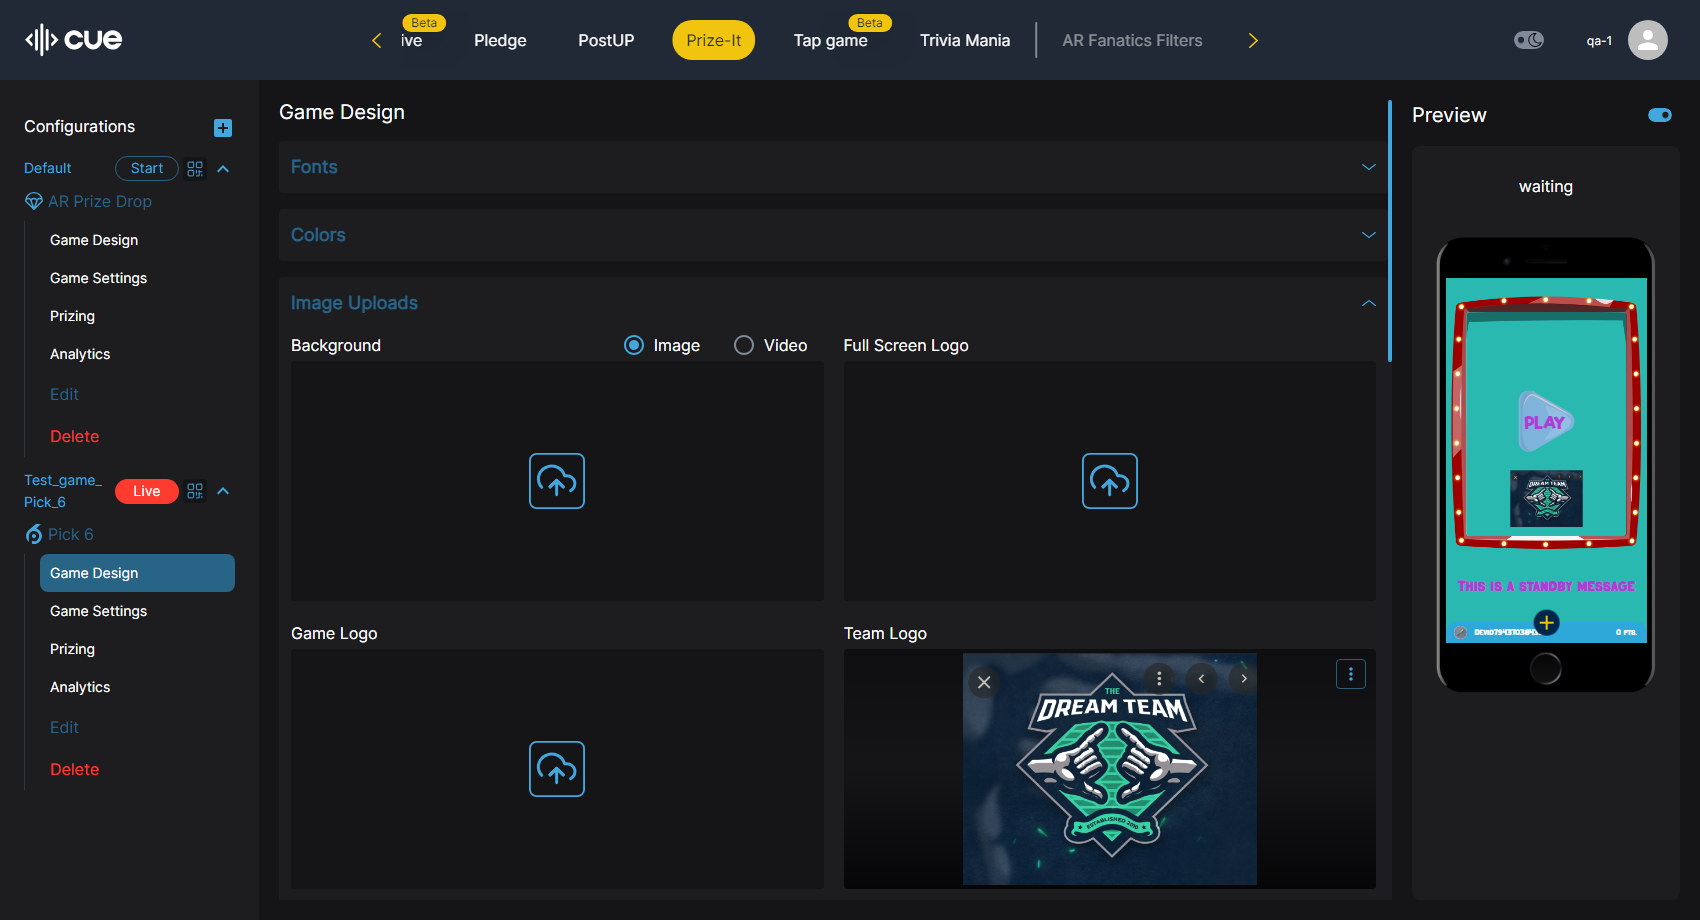 cue
Beta
ive
Pledge
PostUP
Prize-It
Beta
Tap game
Trivia Mania
AR Fanatics Filters
qa-1
Configurations
Default
Start
AR Prize Drop
Game Design
Game Settings
Prizing
Analytics
Edit
Delete
Test_game_
Pick_6
Live
Pick 6
Game Design
Game Settings
Prizing
Analytics
Edit
Delete
Game Design
Fonts
Colors
Image Uploads
Background
Image
Video
Full Screen Logo
Game Logo
Team Logo
THE
DREAM TEAM
ESTABLISHED 2010
Preview
waiting
PLAY
DREAM TEAM
THIS IS A STANDBY MESSAGE
0 PTS.